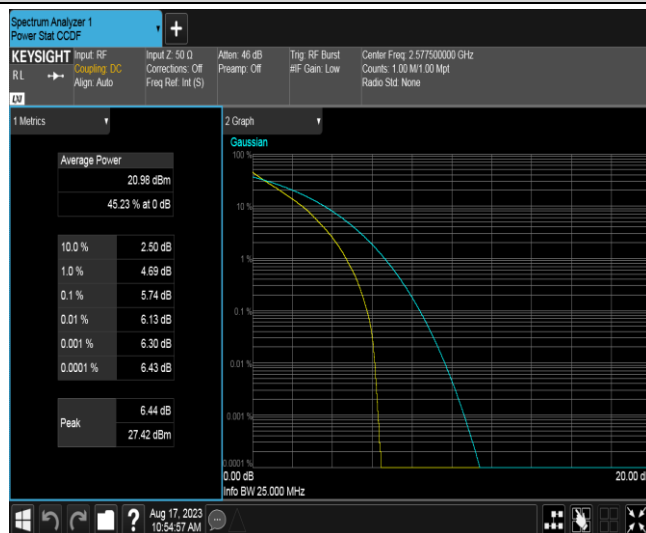 Spectrum Analyzer 1
Power Stat CCDF
+
KEYSIGHT
RL
LXI
Input: RF
Coupling: DC
Align: Auto
Input Z: 50 Ω
Corrections: Off
Freq Ref: Int (S)
Atten: 46 dB
Preamp: Off
Trig: RF Burst
#IF Gain: Low
Center Freq: 2.577500000 GHz
Counts: 1.00 M/1.00 Mpt
Radio Std: None
1 Metrics
Average Power
20.98 dBm
45.23 % at 0 dB
10.0 % 2.50 dB
1.0 % 4.69 dB
0.1 % 5.74 dB
0.01 % 6.13 dB
0.001 % 6.30 dB
0.0001 % 6.43 dB
Peak
6.44 dB
27.42 dBm
2 Graph
Gaussian
100 %
10 %
1 %
0.1 %
0.01 %
0.001 %
0.0001 %
0.00 dB
20.00 d
Info BW 25.000 MHz
?
Aug 17, 2023
10:54:57 AM